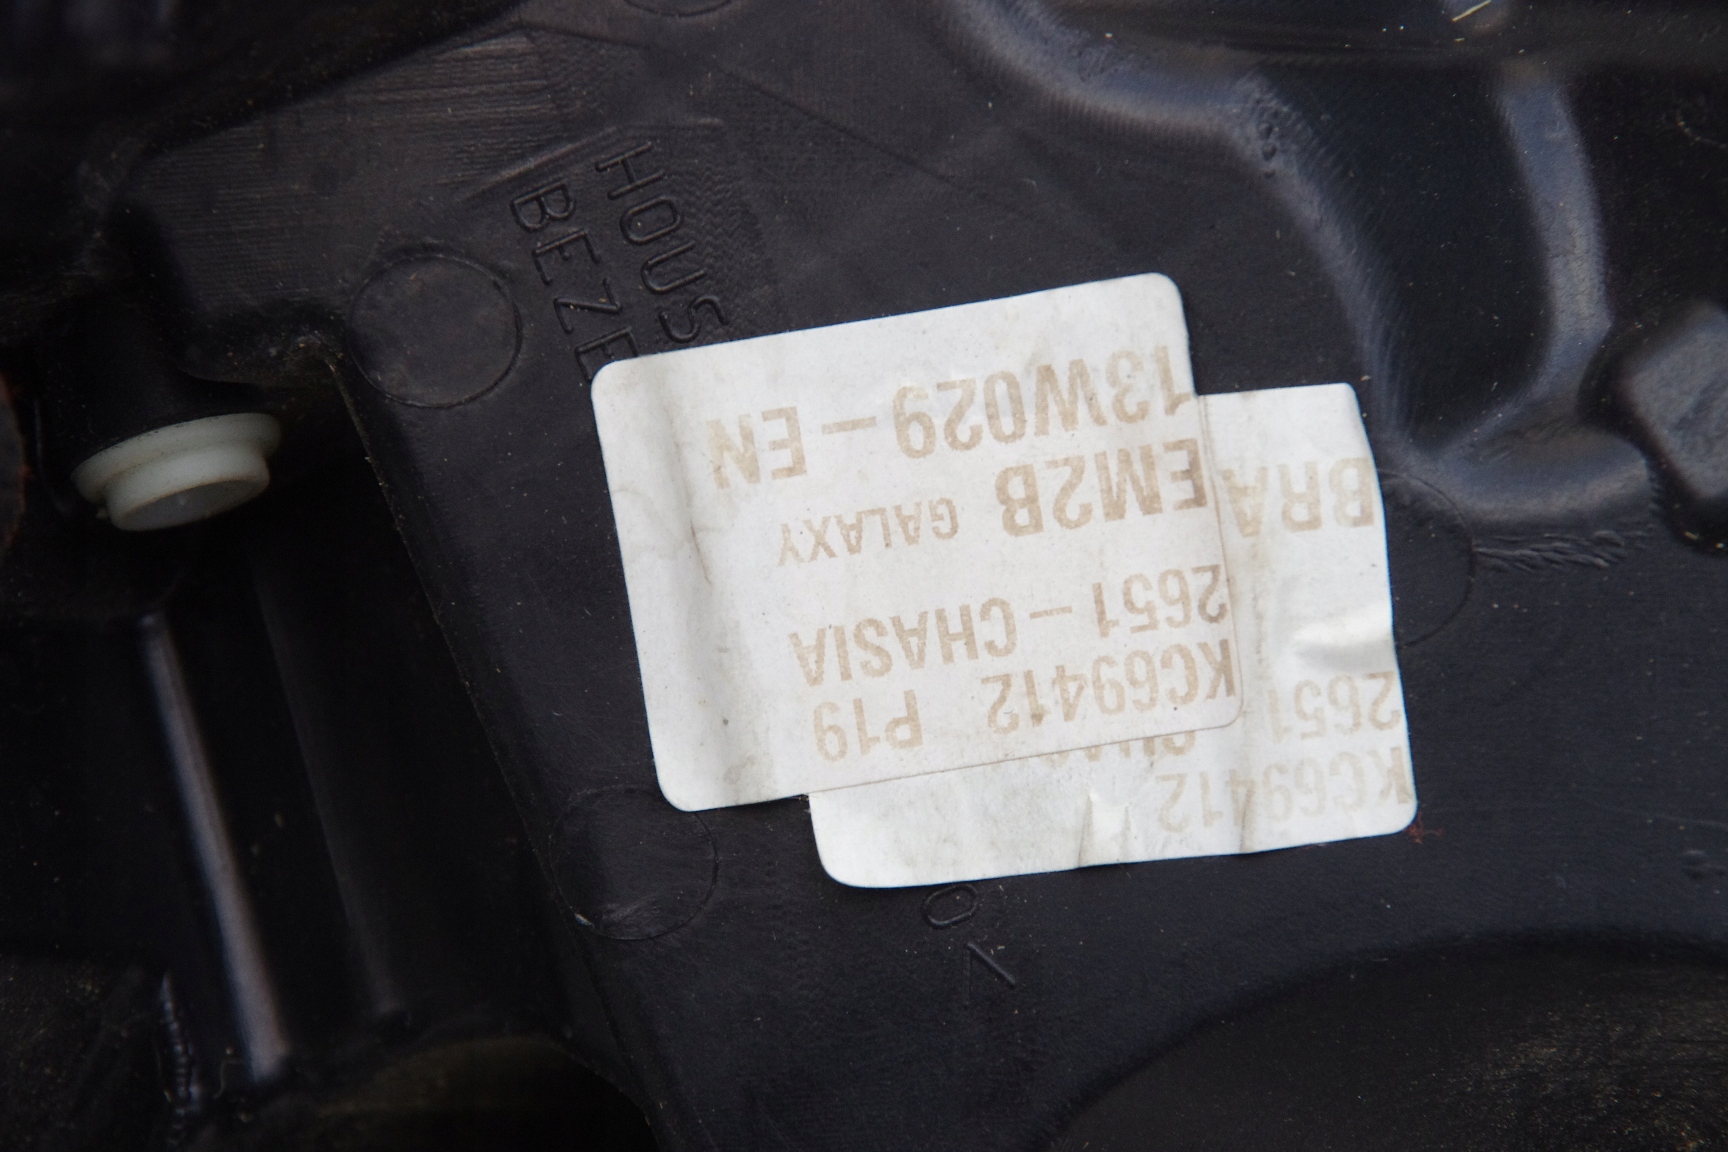 KC69412 P19
2651-CHASIA
EM2B GALAXY
13W029-EN
KC69412
2651
BRA
HOUS
BEZE